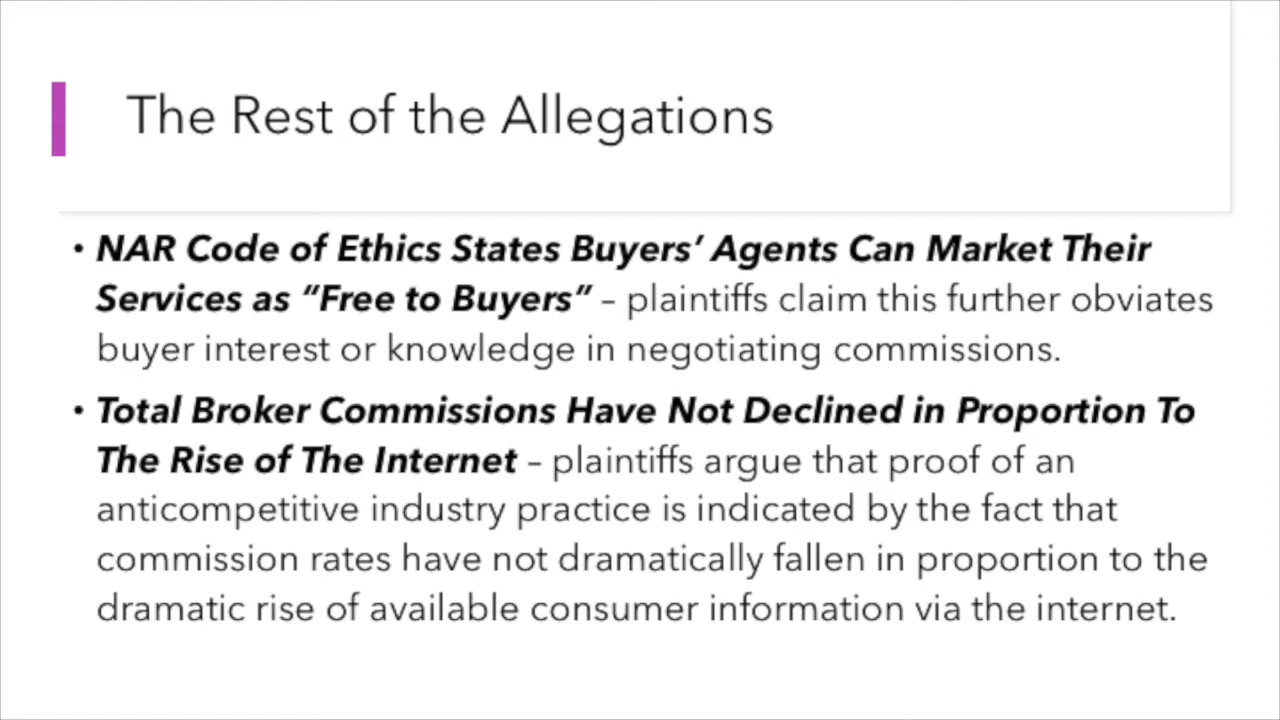 The Rest of the Allegations
• NAR Code of Ethics States Buyers’ Agents Can Market Their
Services as “Free to Buyers” – plaintiffs claim this further obviates
buyer interest or knowledge in negotiating commissions.
• Total Broker Commissions Have Not Declined in Proportion To
The Rise of The Internet – plaintiffs argue that proof of an
anticompetitive industry practice is indicated by the fact that
commission rates have not dramatically fallen in proportion to the
dramatic rise of available consumer information via the internet.